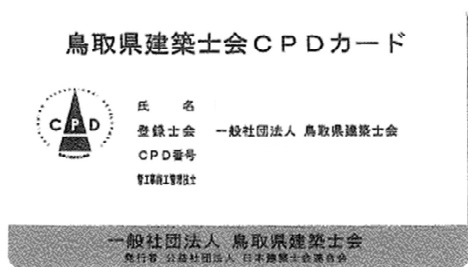 鳥取県建築士会CPDカード
CPD
氏 名
登録士会 一般社団法人 鳥取県建築士会
CPD番号
一般社団法人 鳥取県建築士会
発行者 公益社団法人 日本建築士会連合会